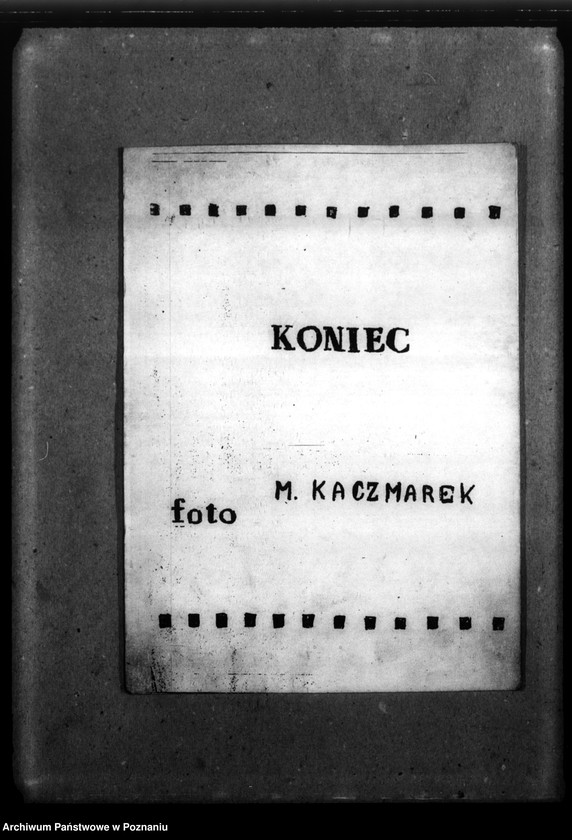 KONIEC
M. KACZMAREK
foto
Archiwum Państwowe w Poznaniu